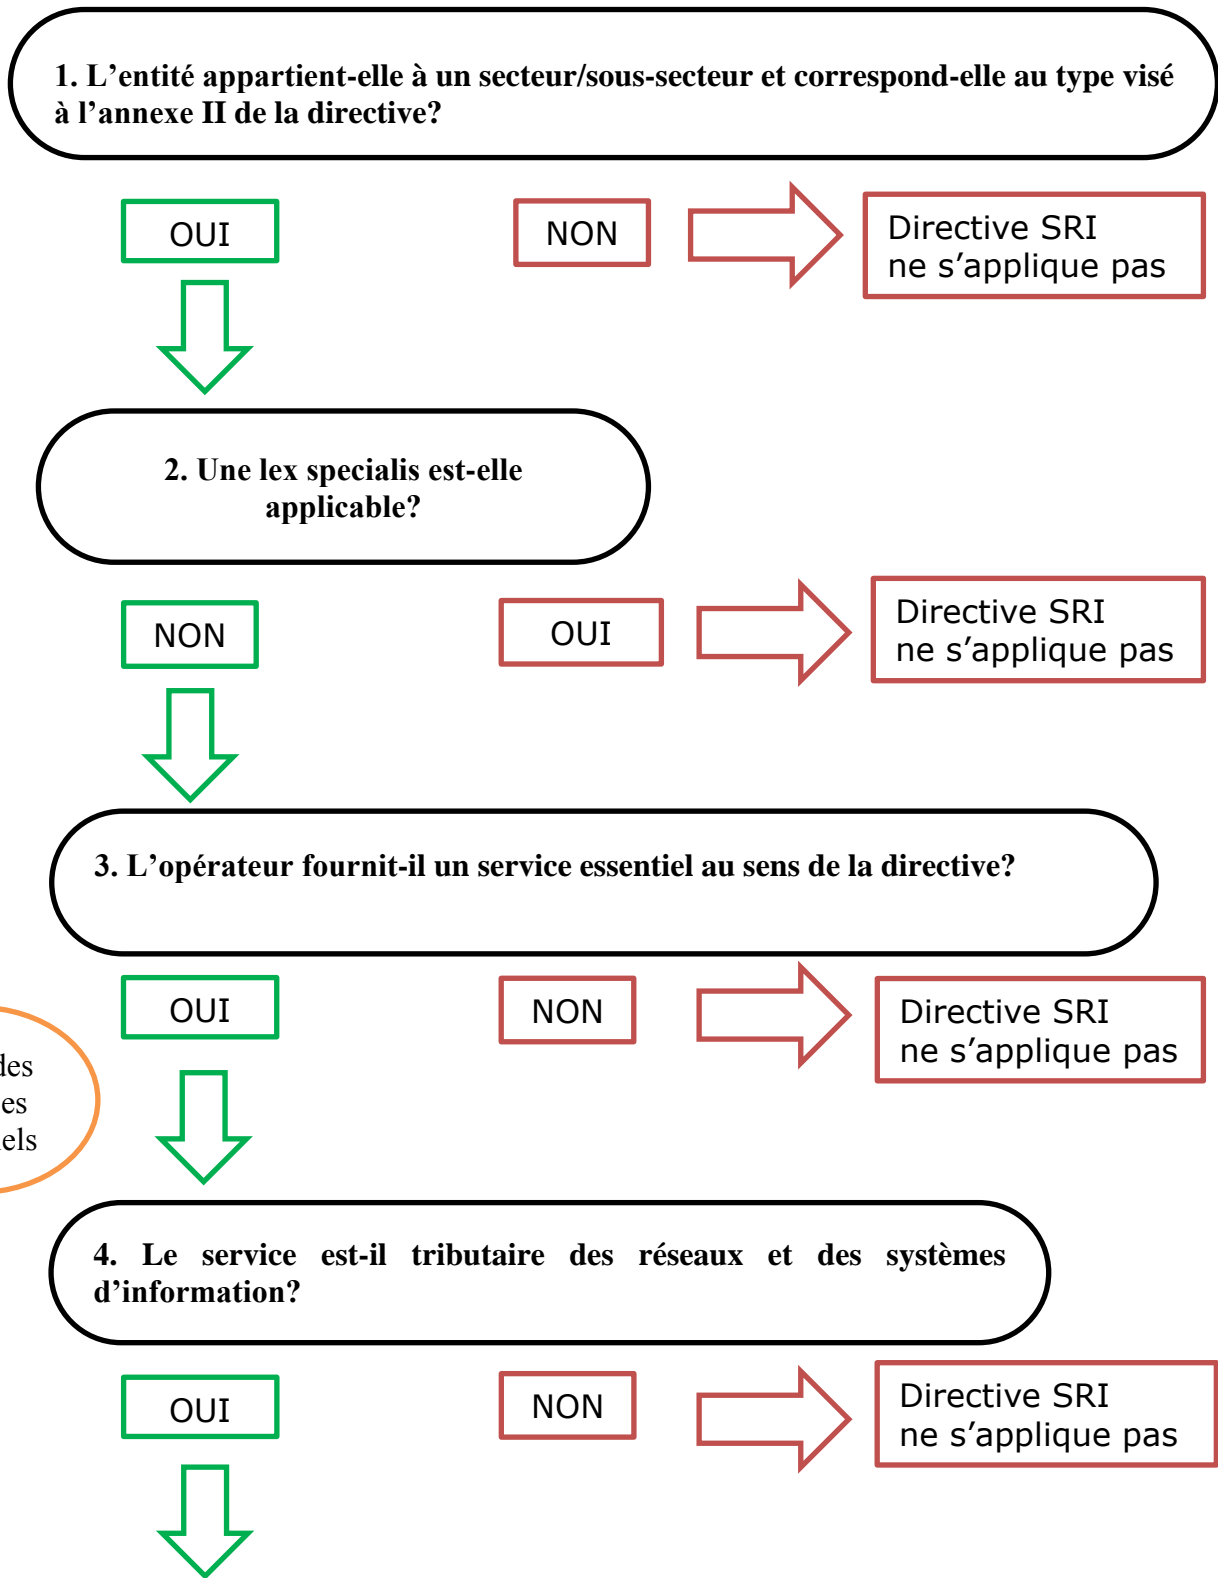 1. L’entité appartient-elle à un secteur/sous-secteur et correspond-elle au type visé
à l’annexe II de la directive?
OUI
NON
Directive SRI
ne s’applique pas
2. Une lex specialis est-elle
applicable?
NON
OUI
Directive SRI
ne s’applique pas
3. L’opérateur fournit-il un service essentiel au sens de la directive?
OUI
NON
Directive SRI
ne s’applique pas
des
es
els
4. Le service est-il tributaire des réseaux et des systèmes
d’information?
OUI
NON
Directive SRI
ne s’applique pas